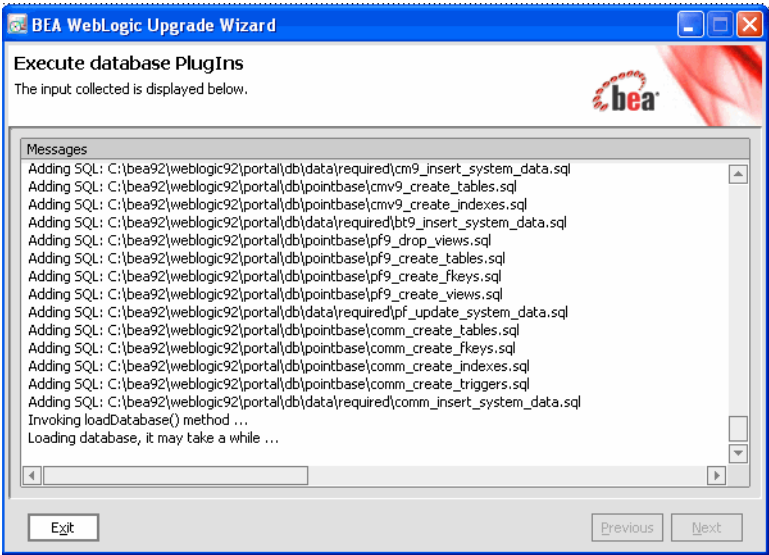 BEA WebLogic Upgrade Wizard
Execute database PlugIns
The input collected is displayed below.
bea
Messages
Adding SQL: C:\bea92\weblogic92\portal\db\data\required\cm9_insert_system_data.sql
Adding SQL: C:\bea92\weblogic92\portal\db\pointbase\cmv9_create_tables.sql
Adding SQL: C:\bea92\weblogic92\portal\db\pointbase\cmv9_create_indexes.sql
Adding SQL: C:\bea92\weblogic92\portal\db\data\required\bt9_insert_system_data.sql
Adding SQL: C:\bea92\weblogic92\portal\db\pointbase\pf9_drop_views.sql
Adding SQL: C:\bea92\weblogic92\portal\db\pointbase\pf9_create_tables.sql
Adding SQL: C:\bea92\weblogic92\portal\db\pointbase\pf9_create_fkeys.sql
Adding SQL: C:\bea92\weblogic92\portal\db\pointbase\pf9_create_views.sql
Adding SQL: C:\bea92\weblogic92\portal\db\data\required\pf_update_system_data.sql
Adding SQL: C:\bea92\weblogic92\portal\db\pointbase\comm_create_tables.sql
Adding SQL: C:\bea92\weblogic92\portal\db\pointbase\comm_create_fkeys.sql
Adding SQL: C:\bea92\weblogic92\portal\db\pointbase\comm_create_indexes.sql
Adding SQL: C:\bea92\weblogic92\portal\db\pointbase\comm_create_triggers.sql
Adding SQL: C:\bea92\weblogic92\portal\db\data\required\comm_insert_system_data.sql
Invoking loadDatabase() method ...
Loading database, it may take a while ...
Exit
Previous
Next